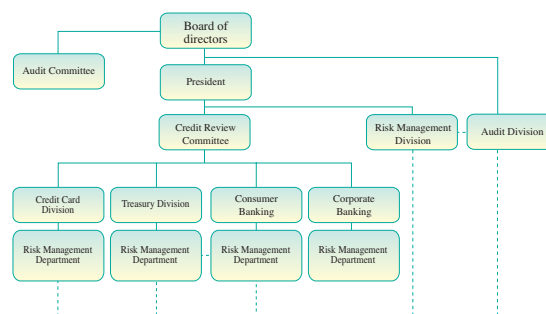 Board of
directors
Audit Committee
President
Credit Review
Committee
Risk Management
Division
Audit Division
Credit Card
Division
Treasury Division
Consumer
Banking
Corporate
Banking
Risk Management
Department
Risk Management
Department
Risk Management
Department
Risk Management
Department